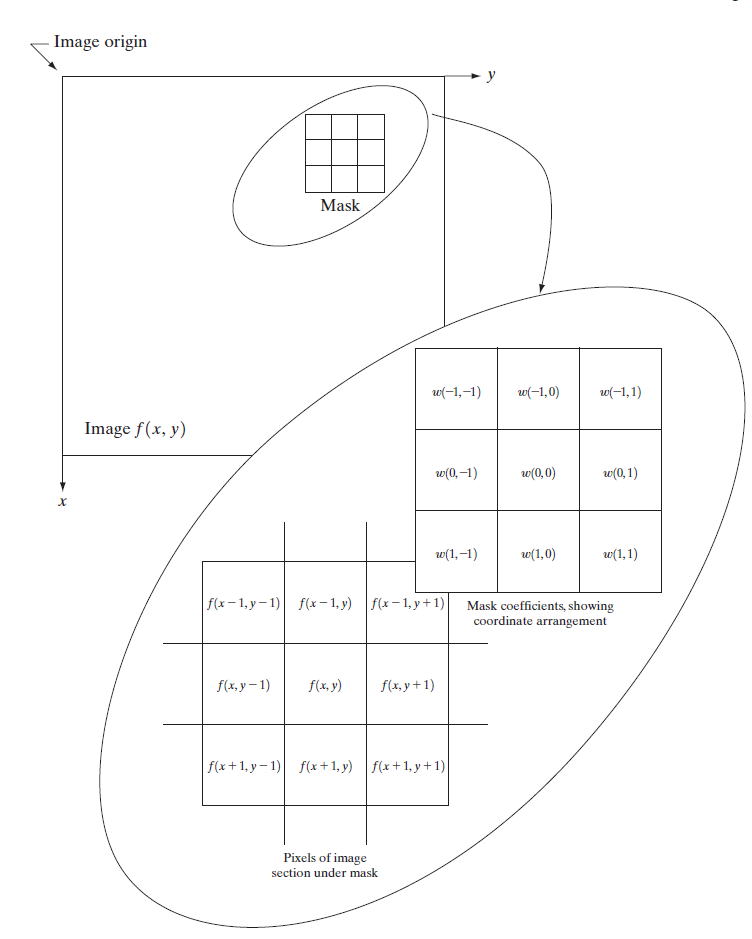 Image origin
y
Mask
Image f(x, y)
x
w(−1,−1) w(−1,0) w(−1,1)
w(0,−1) w(0,0) w(0,1)
w(1,−1) w(1,0) w(1,1)
Mask coefficients, showing
coordinate arrangement
f(x−1,y−1) f(x−1,y) f(x−1,y+1)
f(x,y−1) f(x,y) f(x,y+1)
f(x+1,y−1) f(x+1,y) f(x+1,y+1)
Pixels of image
section under mask